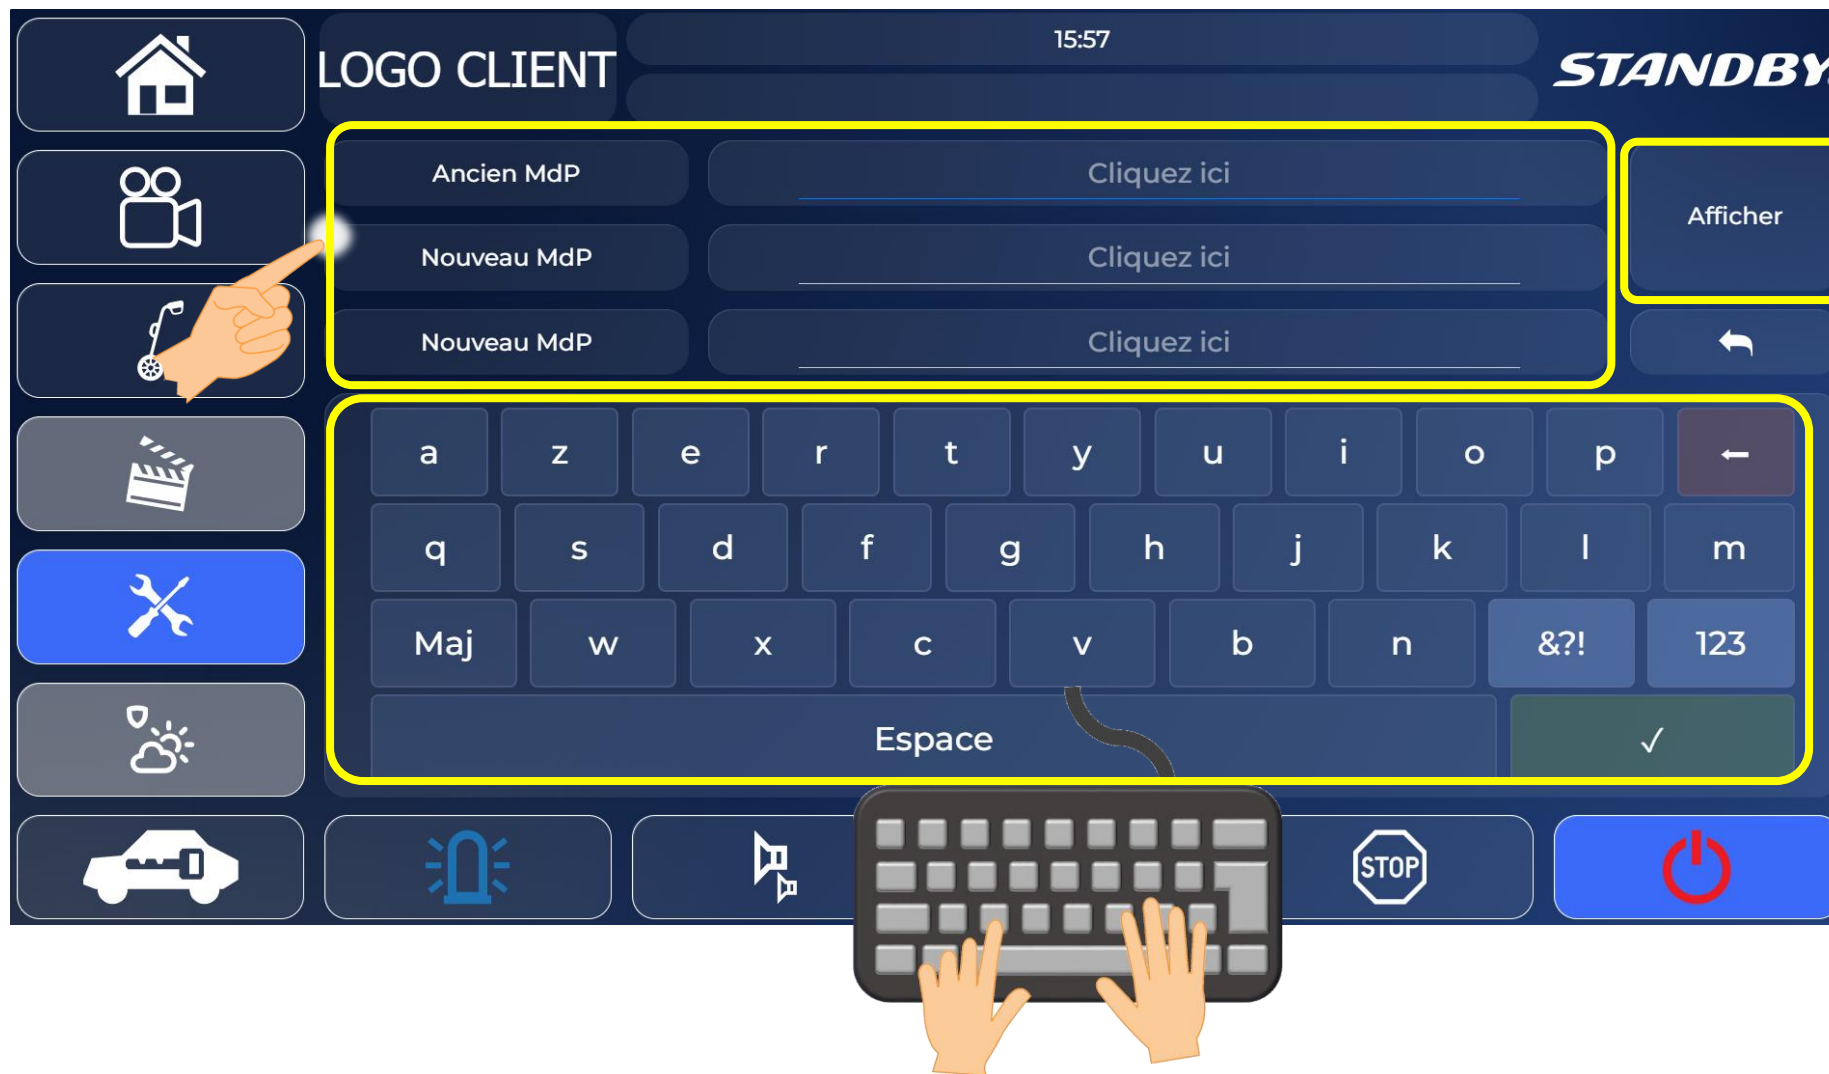 15:57
LOGO CLIENT
STANDBY
Ancien MdP Cliquez ici
Afficher
Nouveau MdP Cliquez ici
Nouveau MdP Cliquez ici
a z e r t y u i o p ←
q s d f g h j k l m
Maj w x c v b n &?! 123
Espace ✓
STOP